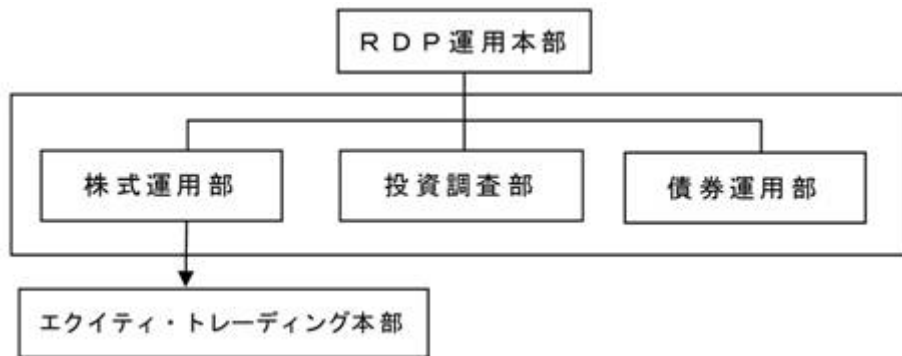 ＲＤＰ運用本部
株式運用部
投資調査部
債券運用部
エクイティ・トレーディング本部